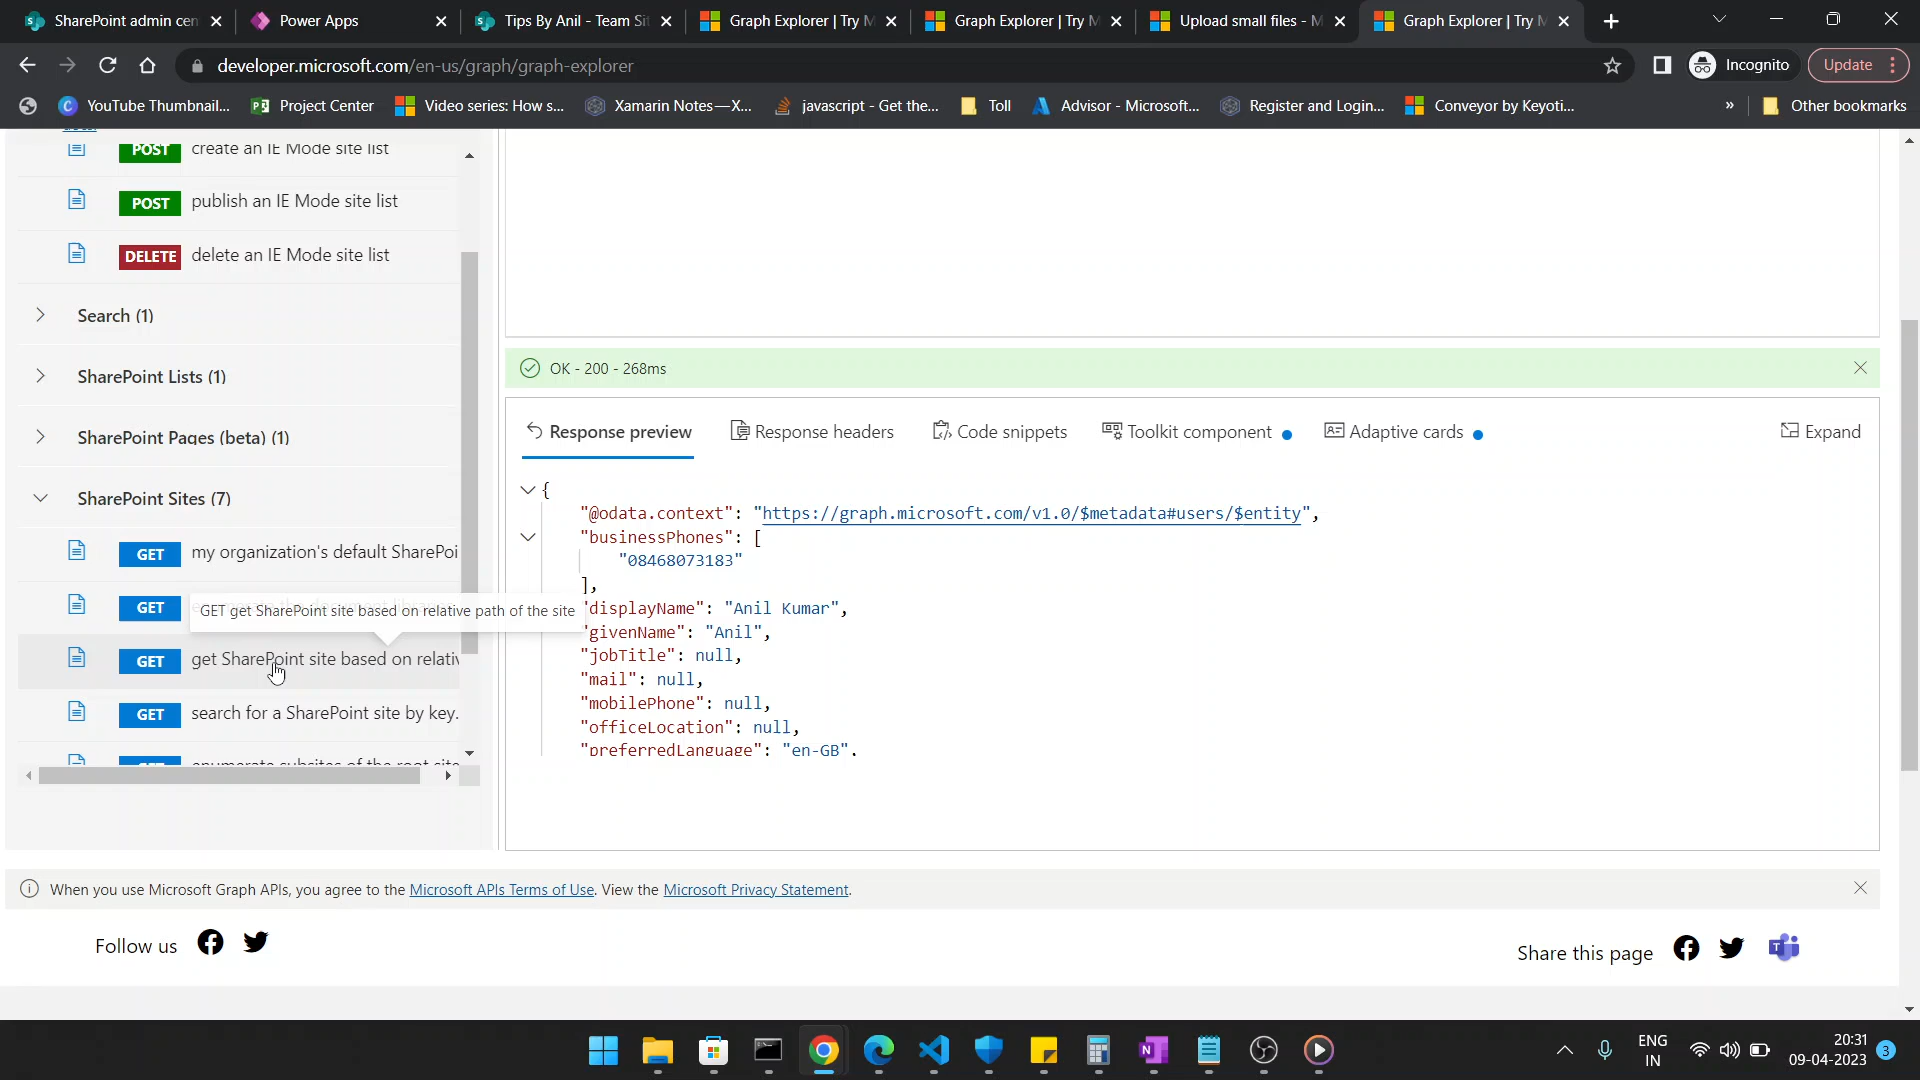 SharePoint admin cen
Power Apps
Tips By Anil - Team Sit
Graph Explorer | Try M
Graph Explorer | Try M
Upload small files - M
Graph Explorer | Try M
developer.microsoft.com/en-us/graph/graph-explorer
Incognito
Update
YouTube Thumbnail...
Project Center
Video series: How s...
Xamarin Notes—X...
javascript - Get the...
Toll
Advisor - Microsoft...
Register and Login...
Conveyor by Keyoti...
»
Other bookmarks
POST create an IE Mode site list
POST publish an IE Mode site list
DELETE delete an IE Mode site list
Search (1)
SharePoint Lists (1)
SharePoint Pages (beta) (1)
SharePoint Sites (7)
GET my organization's default SharePoi
GET
GET get SharePoint site based on relative path of the site
GET get SharePoint site based on relativ
GET search for a SharePoint site by key.
GET enumerate subsites of the root site
OK - 200 - 268ms
Response preview
Response headers
Code snippets
Toolkit component
Adaptive cards
Expand
{
"@odata.context": "https://graph.microsoft.com/v1.0/$metadata#users/$entity",
"businessPhones": [
"08468073183"
],
"displayName": "Anil Kumar",
"givenName": "Anil",
"jobTitle": null,
"mail": null,
"mobilePhone": null,
"officeLocation": null,
"preferredLanguage": "en-GB",
When you use Microsoft Graph APIs, you agree to the Microsoft APIs Terms of Use. View the Microsoft Privacy Statement.
Follow us
Share this page
ENG
IN
20:31
09-04-2023
3